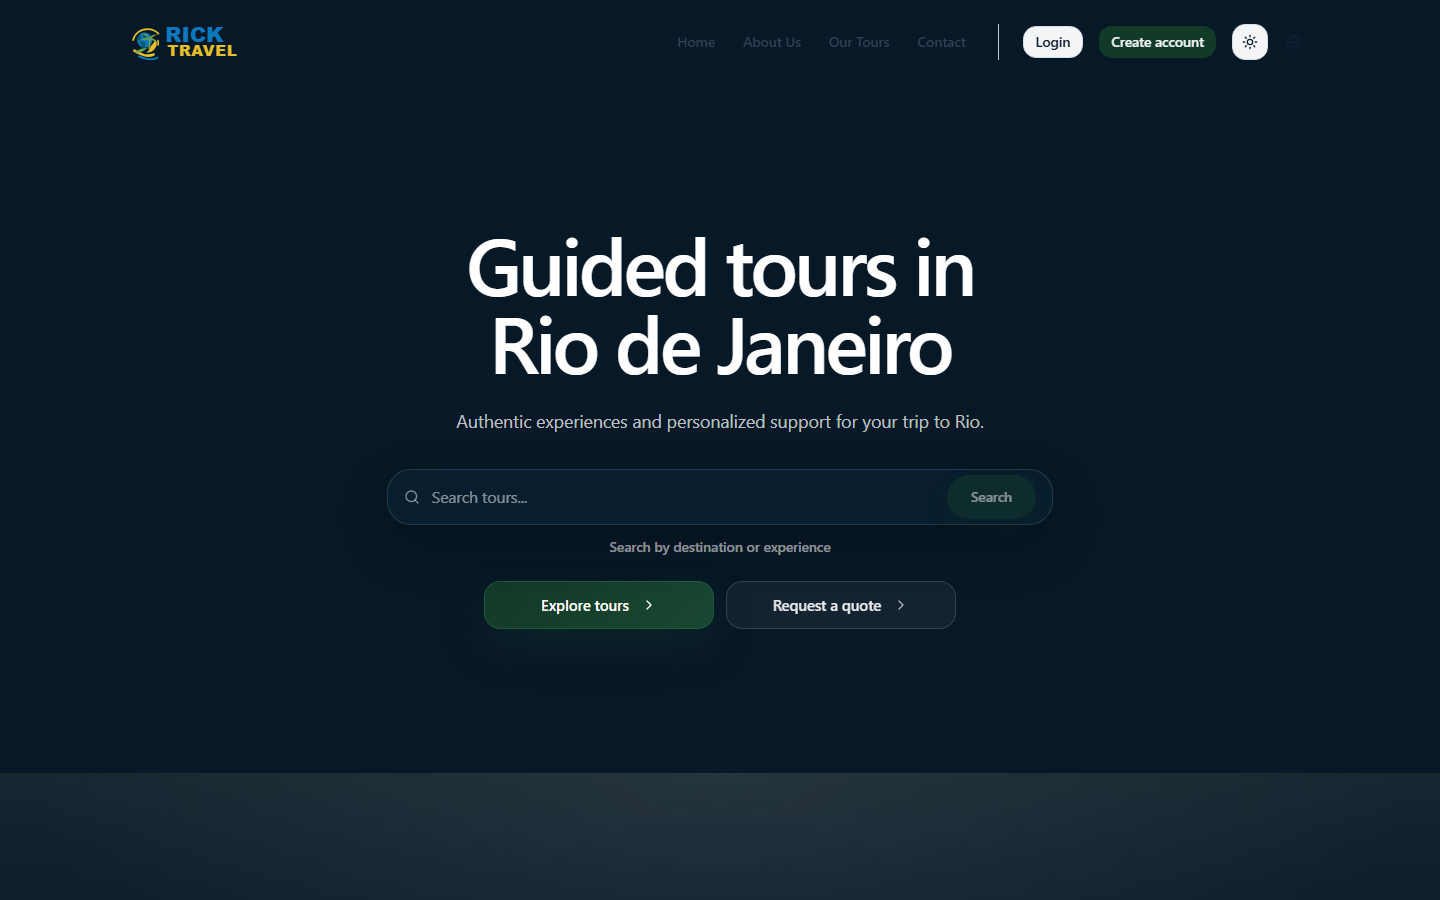 RICK
TRAVEL
Home
About Us
Our Tours
Contact
Login
Create account
Guided tours in
Rio de Janeiro
Authentic experiences and personalized support for your trip to Rio.
Search tours...
Search
Search by destination or experience
Explore tours
Request a quote